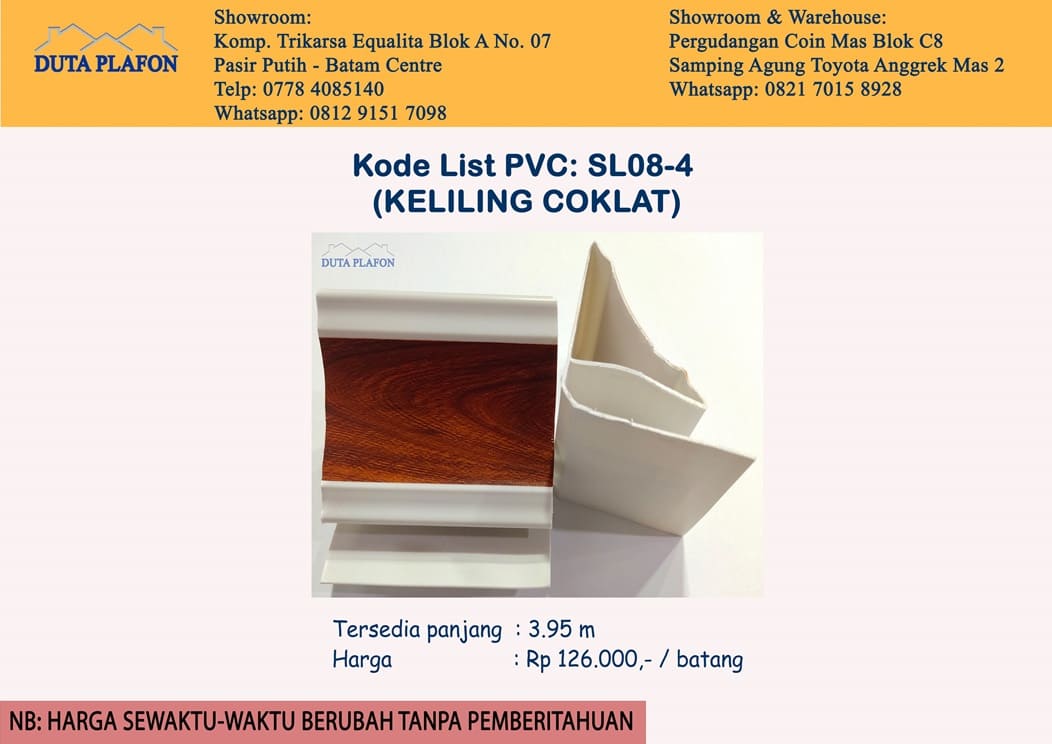 DUTA PLAFON
Showroom:
Komp. Trikarsa Equalita Blok A No. 07
Pasir Putih - Batam Centre
Telp: 0778 4085140
Whatsapp: 0812 9151 7098
Showroom & Warehouse:
Pergudangan Coin Mas Blok C8
Samping Agung Toyota Anggrek Mas 2
Whatsapp: 0821 7015 8928
Kode List PVC: SL08-4
(KELILING COKLAT)
DUTA PLAFON
Tersedia panjang : 3.95 m
Harga : Rp 126.000,- / batang
NB: HARGA SEWAKTU-WAKTU BERUBAH TANPA PEMBERITAHUAN